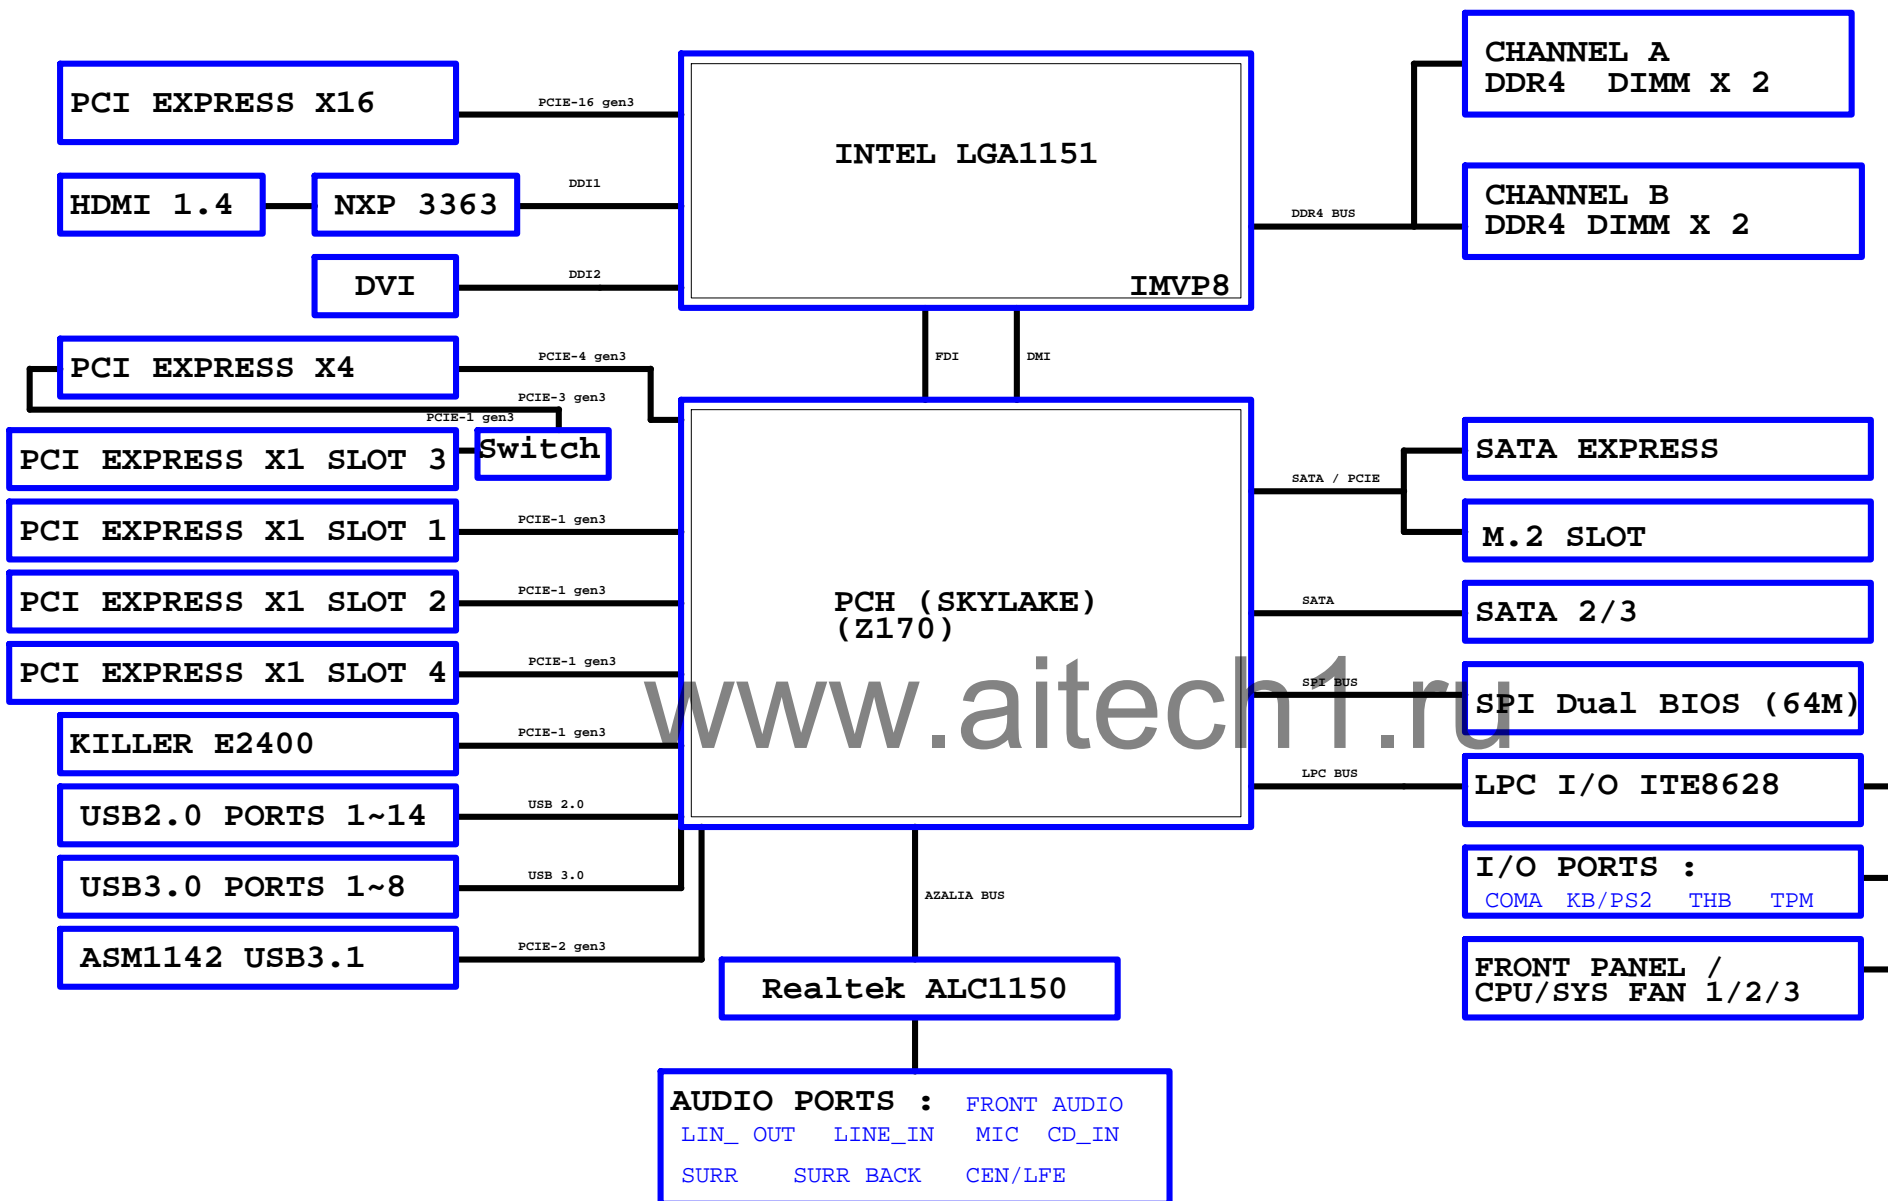 PCI EXPRESS X16
PCIE-16 gen3
INTEL LGA1151
IMVP8
HDMI 1.4
NXP 3363
DDI1
DVI
DDI2
DDR4 BUS
CHANNEL A
DDR4 DIMM X 2
CHANNEL B
DDR4 DIMM X 2
FDI
DMI
PCI EXPRESS X4
PCIE-4 gen3
PCIE-3 gen3
PCIE-1 gen3
Switch
PCI EXPRESS X1 SLOT 3
PCI EXPRESS X1 SLOT 1
PCIE-1 gen3
PCI EXPRESS X1 SLOT 2
PCIE-1 gen3
PCI EXPRESS X1 SLOT 4
PCIE-1 gen3
KILLER E2400
PCIE-1 gen3
USB2.0 PORTS 1~14
USB 2.0
USB3.0 PORTS 1~8
USB 3.0
ASM1142 USB3.1
PCIE-2 gen3
PCH (SKYLAKE)
(Z170)
www.aitech1.ru
SATA / PCIE
SATA EXPRESS
M.2 SLOT
SATA
SATA 2/3
SPI BUS
SPI Dual BIOS (64M)
LPC BUS
LPC I/O ITE8628
I/O PORTS :
COMA KB/PS2 THB TPM
FRONT PANEL /
CPU/SYS FAN 1/2/3
AZALIA BUS
Realtek ALC1150
AUDIO PORTS : FRONT AUDIO
LIN_ OUT LINE_IN MIC CD_IN
SURR SURR BACK CEN/LFE